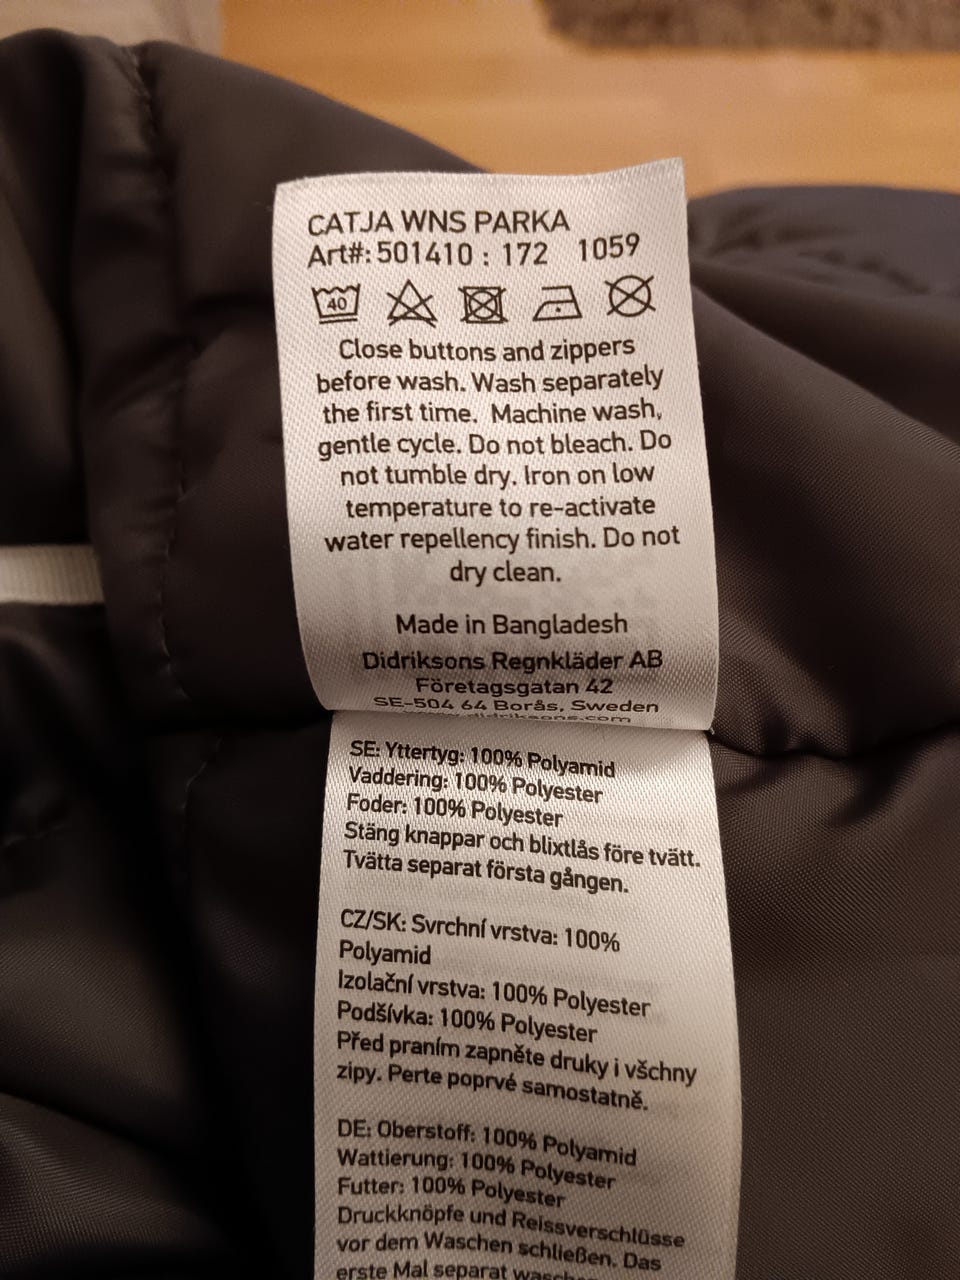 CATJA WNS PARKA
Art#: 501410 : 172 1059
40
Close buttons and zippers
before wash. Wash separately
the first time. Machine wash,
gentle cycle. Do not bleach. Do
not tumble dry. Iron on low
temperature to re-activate
water repellency finish. Do not
dry clean.
Made in Bangladesh
Didriksons Regnkläder AB
Företagsgatan 42
SE-504 64 Borås, Sweden
www.didriksons.com
SE: Yttertyg: 100% Polyamid
Vaddering: 100% Polyester
Foder: 100% Polyester
Stäng knappar och blixtlås före tvätt.
Tvätta separat första gången.
CZ/SK: Svrchní vrstva: 100%
Polyamid
Izolační vrstva: 100% Polyester
Podšívka: 100% Polyester
Před praním zapněte druky i všchny
zipy. Perte poprvé samostatně.
DE: Oberstoff: 100% Polyamid
Wattierung: 100% Polyester
Futter: 100% Polyester
Druckknöpfe und Reissverschlüsse
vor dem Waschen schließen. Das
erste Mal separat